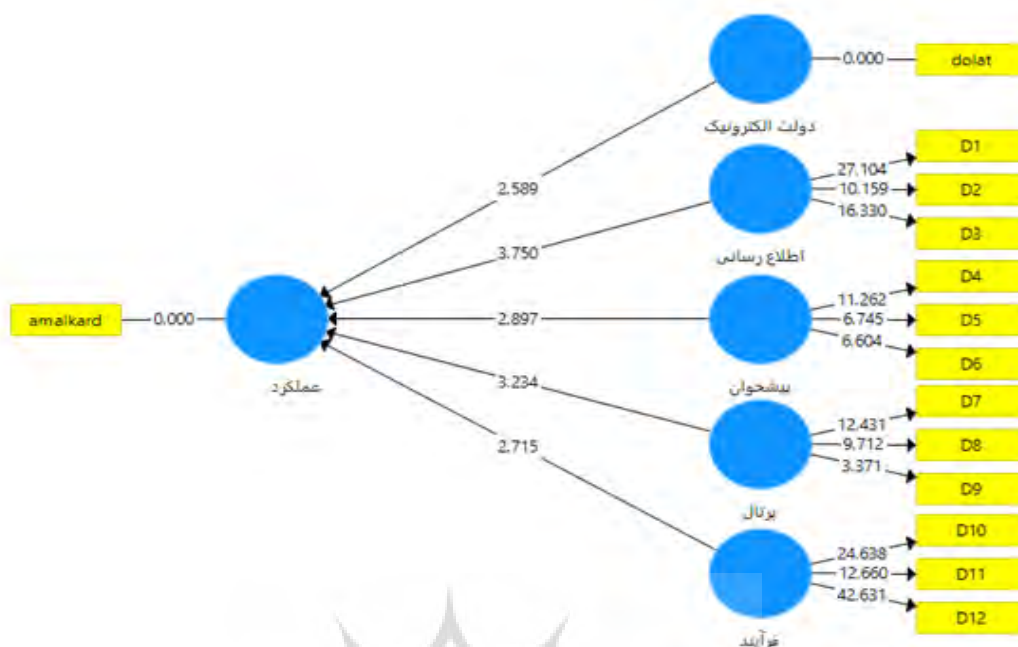 0.000
dolat
دولت الکترونیک
2.589
D1
27.104
D2
10.159
D3
16.330
3.750
اطلاع رسانی
D4
11.262
amalkard
0.000
2.897
D5
6.745
D6
6.604
عملکرد
پیشخوان
3.234
D7
12.431
D8
9.712
D9
3.371
2.715
پرتال
D10
24.638
D11
12.660
D12
42.631
فرآیند